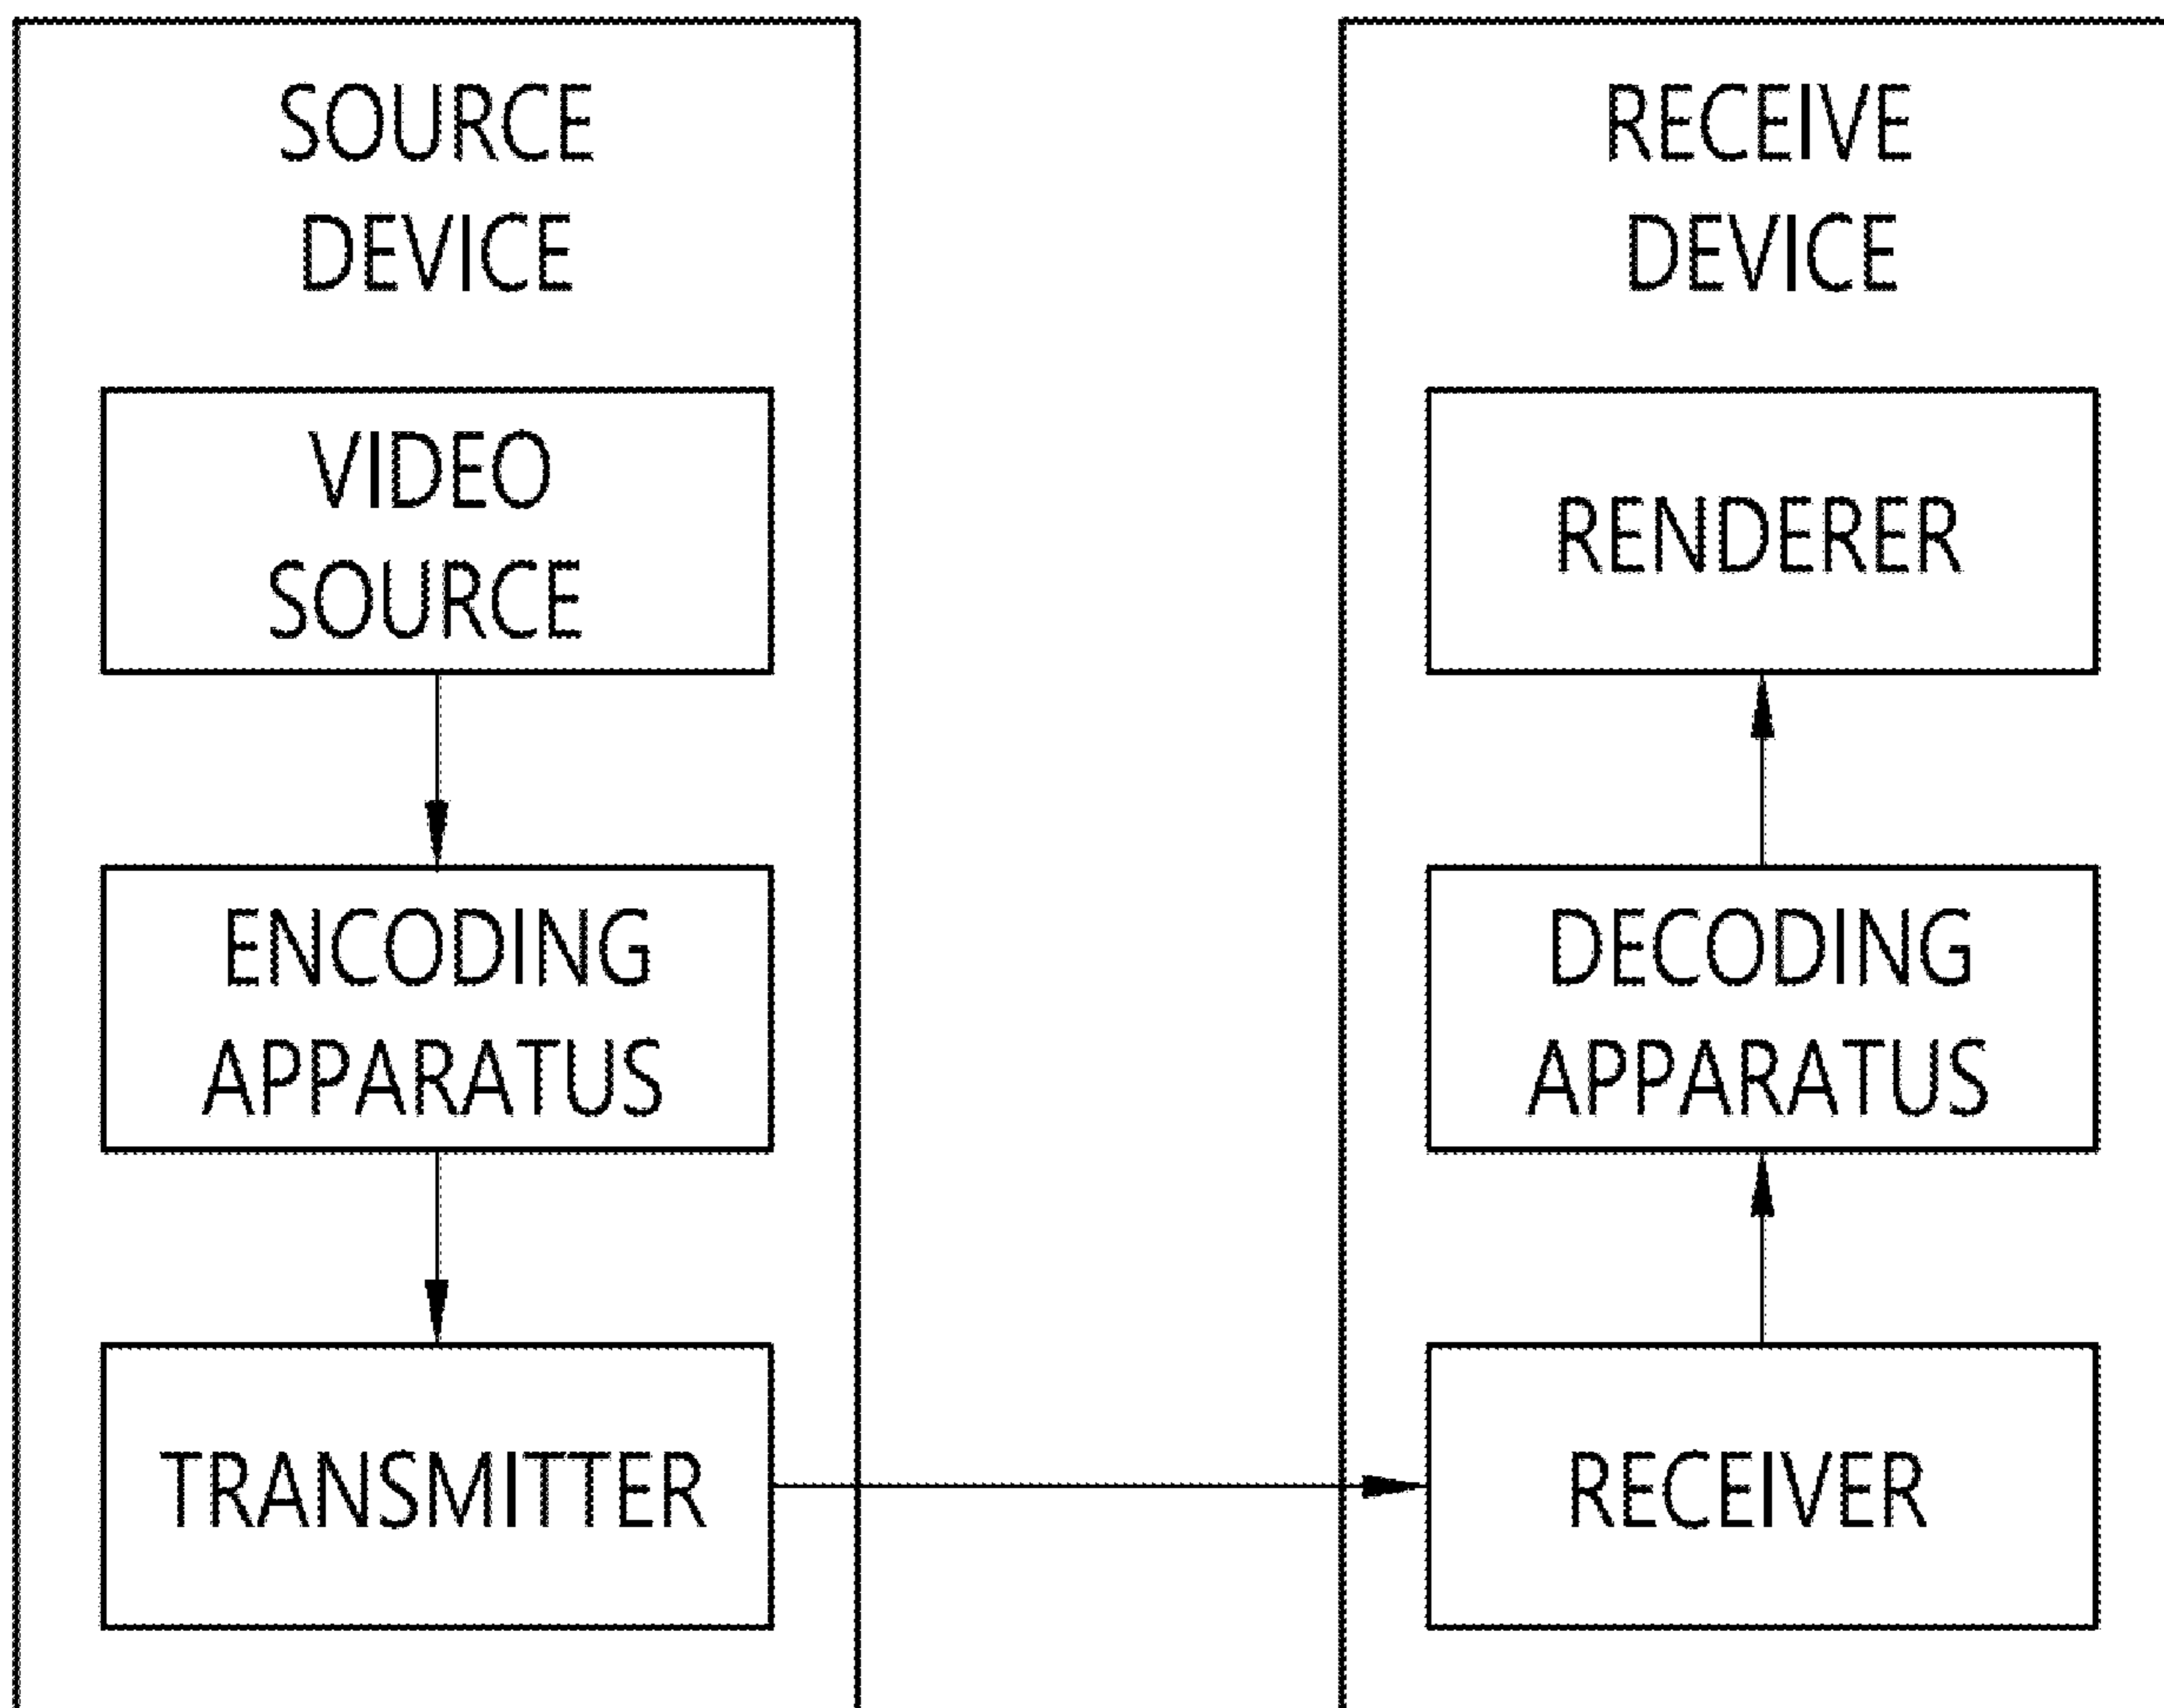 SOURCE
DEVICE
VIDEO
SOURCE
ENCODING
APPARATUS
TRANSMITTER
RECEIVE
DEVICE
RENDERER
DECODING
APPARATUS
RECEIVER